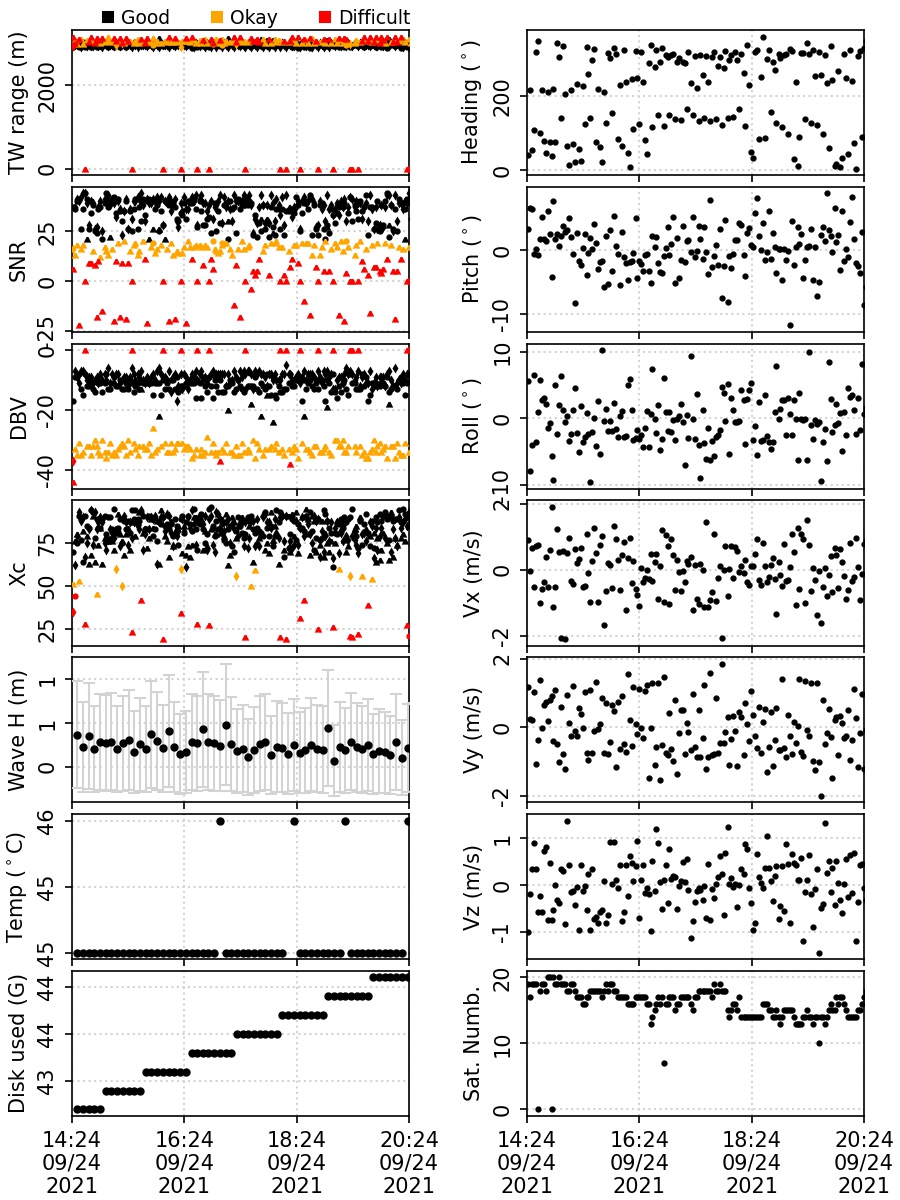 Good Okay Difficult
TW range (m)
2000
0
Heading (°)
200
0
SNR
25
0
-25
Pitch (°)
0
-10
DBV
0
-20
-40
Roll (°)
10
0
-10
Xc
75
50
25
Vx (m/s)
2
0
-2
Wave H (m)
1
1
0
Vy (m/s)
2
0
-2
Temp (°C)
46
45
45
Vz (m/s)
1
0
-1
Disk used (G)
44
44
43
Sat. Numb.
20
10
0
14:24 16:24 18:24 20:24 14:24 16:24 18:24 20:24
09/24 09/24 09/24 09/24 09/24 09/24 09/24 09/24
2021 2021 2021 2021 2021 2021 2021 2021